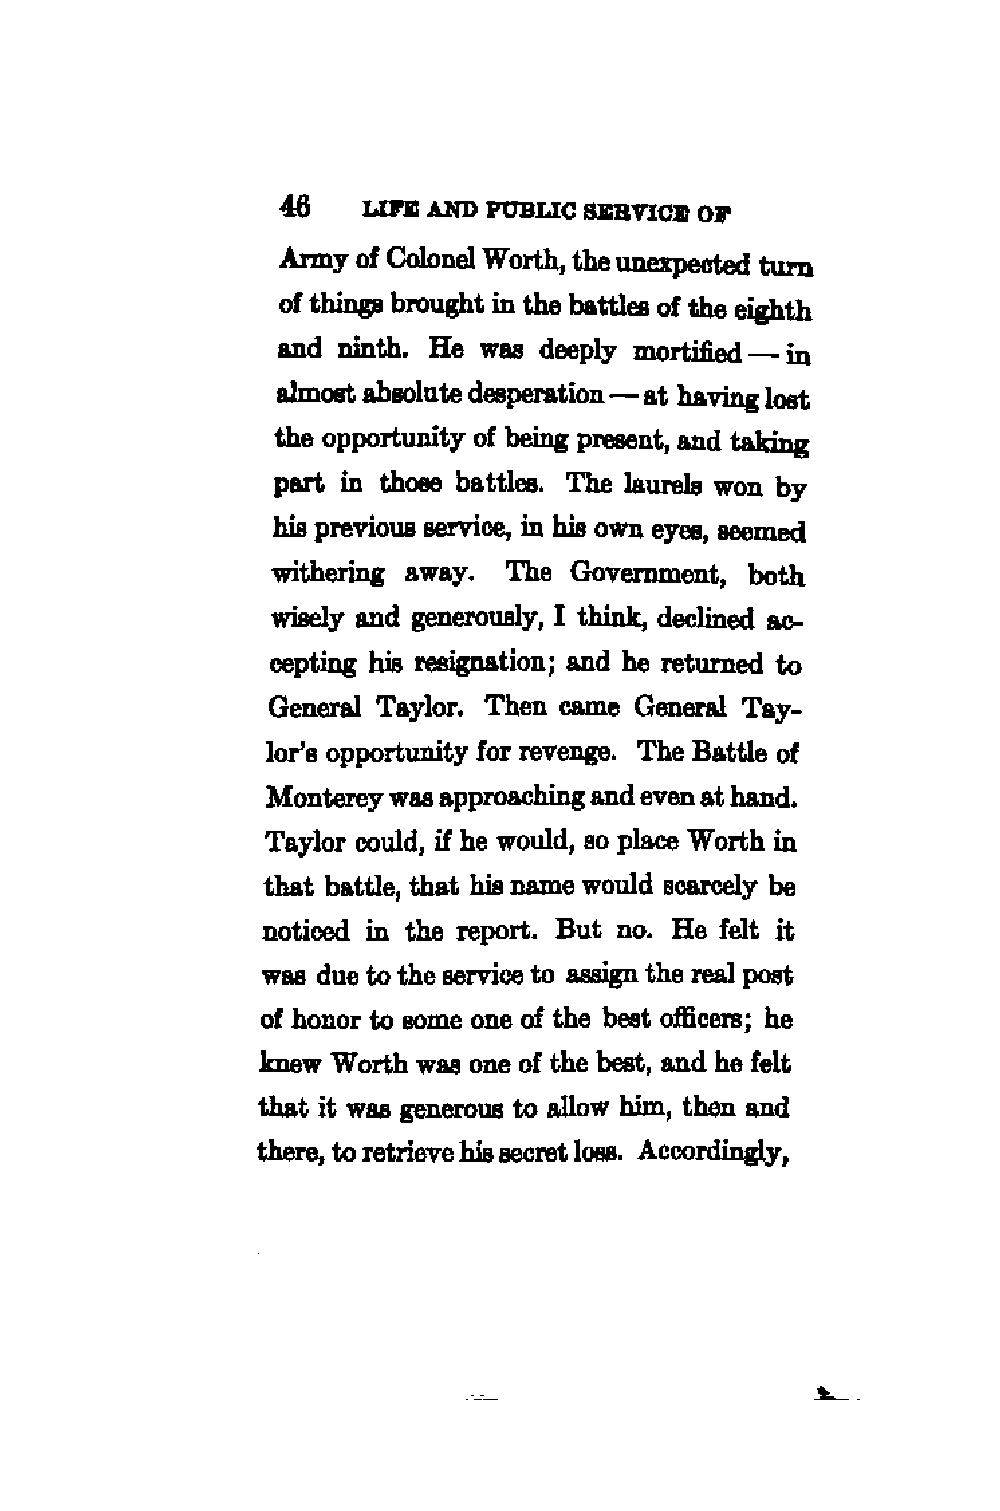 46 LIFE AND PUBLIC SERVICE OF
Army of Colonel Worth, the unexpected turn
of things brought in the battles of the eighth
and ninth. He was deeply mortified — in
almost absolute desperation — at having lost
the opportunity of being present, and taking
part in those battles. The laurels won by
his previous service, in his own eyes, seemed
withering away. The Government, both
wisely and generously, I think, declined ac-
cepting his resignation; and he returned to
General Taylor. Then came General Tay-
lor's opportunity for revenge. The Battle of
Monterey was approaching and even at hand.
Taylor could, if he would, so place Worth in
that battle, that his name would scarcely be
noticed in the report. But no. He felt it
was due to the service to assign the real post
of honor to some one of the best officers; he
knew Worth was one of the best, and he felt
that it was generous to allow him, then and
there, to retrieve his secret loss. Accordingly,